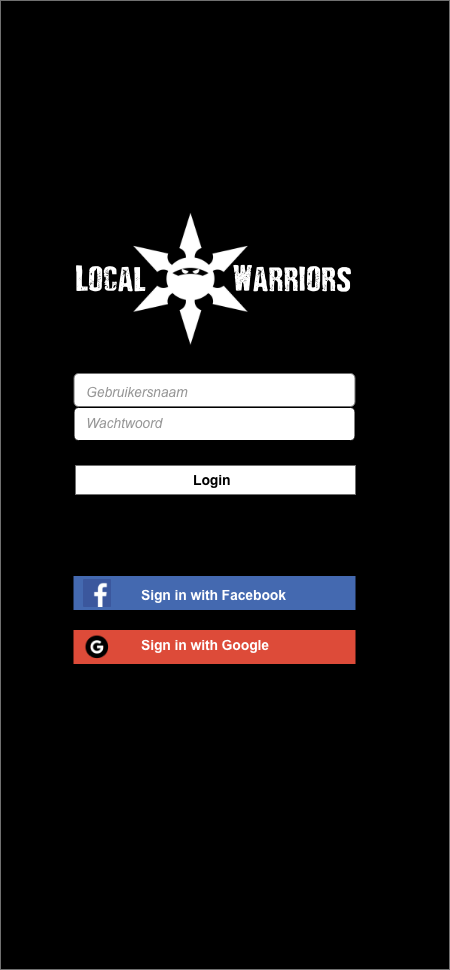 LOCAL WARRIORS
Gebruikersnaam
Wachtwoord
Login
Sign in with Facebook
Sign in with Google